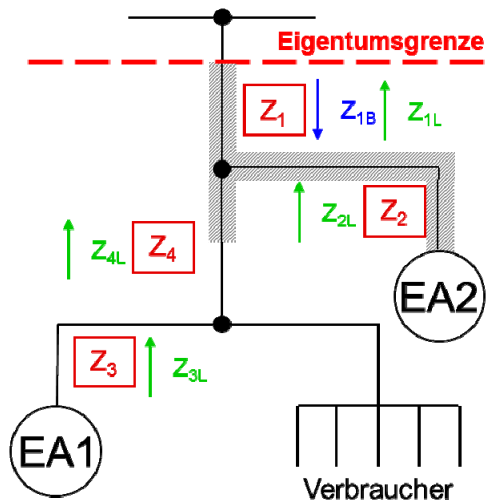 Eigentumsgrenze
Z1 Z1B Z1L
Z2L Z2
Z4L Z4
EA2
Z3 Z3L
EA1
Verbraucher